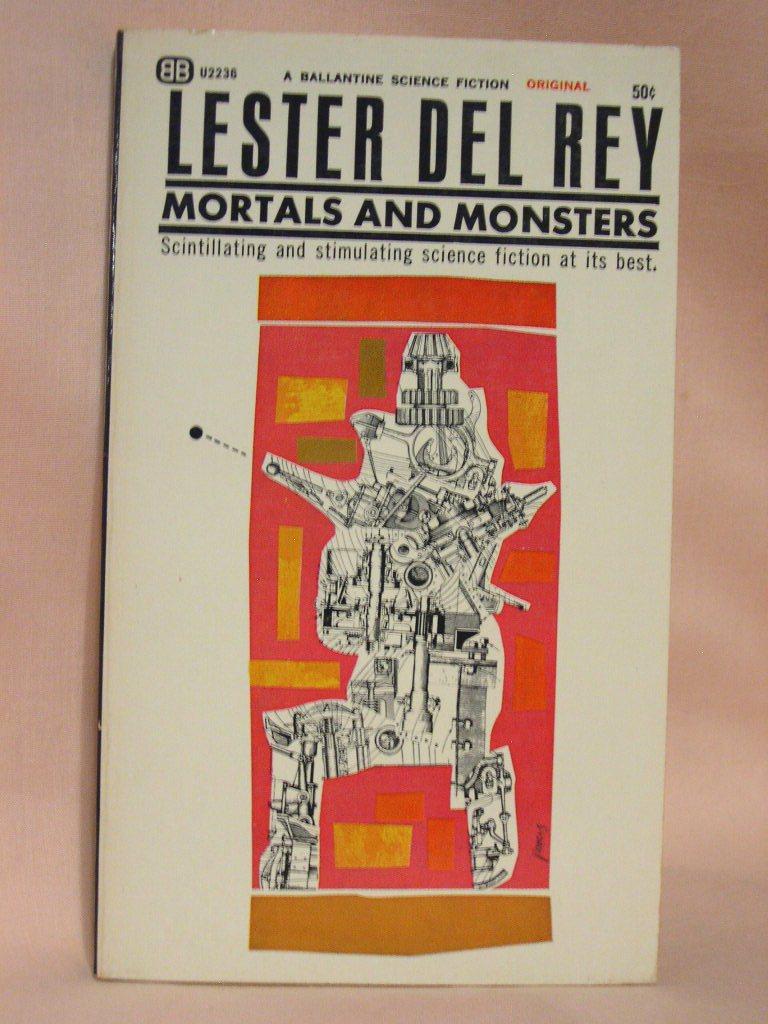 BB U2236 A BALLANTINE SCIENCE FICTION ORIGINAL 50¢
LESTER DEL REY
MORTALS AND MONSTERS
Scintillating and stimulating science fiction at its best.